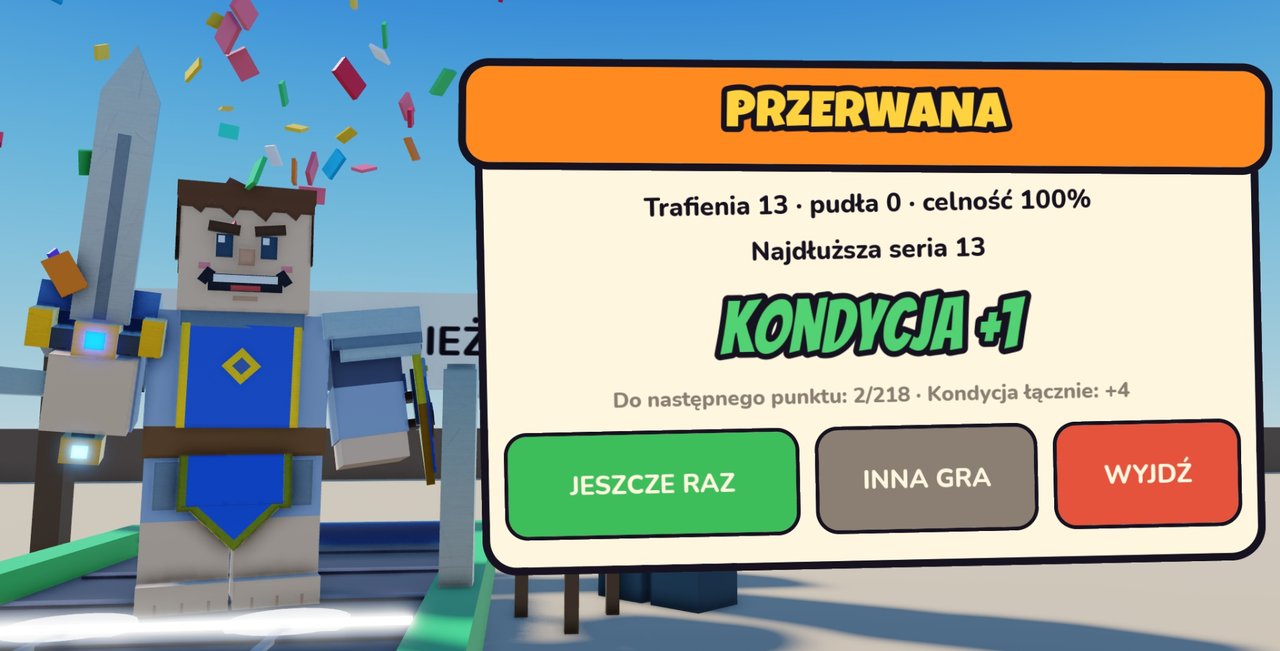 PRZERWANA
Trafienia 13 · pudła 0 · celność 100%
Najdłuższa seria 13
KONDYCJA +1
Do następnego punktu: 2/218 · Kondycja łącznie: +4
JESZCZE RAZ
INNA GRA
WYJDŹ